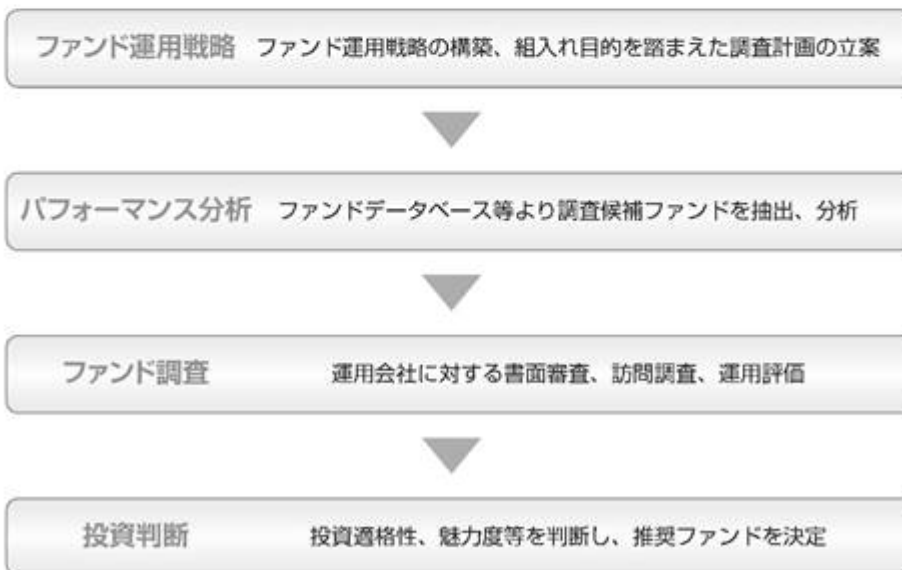 ファンド運用戦略 ファンド運用戦略の構築、組入れ目的を踏まえた調査計画の立案
パフォーマンス分析 ファンドデータベース等より調査候補ファンドを抽出、分析
ファンド調査 運用会社に対する書面審査、訪問調査、運用評価
投資判断 投資適格性、魅力度等を判断し、推奨ファンドを決定